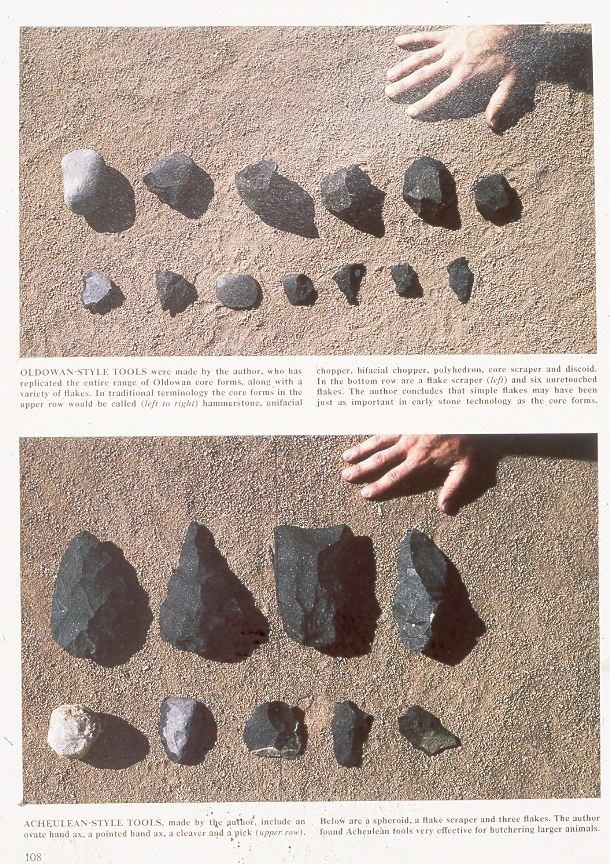 OLDOWAN-STYLE TOOLS were made by the author, who has
replicated the entire range of Oldowan core forms, along with a
variety of flakes. In traditional terminology the core forms in the
upper row would be called (left to right) hammerstone, unifacial
chopper, bifacial chopper, polyhedron, core scraper and discoid.
In the bottom row are a flake scraper (left) and six unretouched
flakes. The author concludes that simple flakes may have been
just as important in early stone technology as the core forms.
ACHEULEAN-STYLE TOOLS, made by the author, include an
ovate hand ax, a pointed hand ax, a cleaver and a pick (upper row).
Below are a spheroid, a flake scraper and three flakes. The author
found Acheulean tools very effective for butchering larger animals.
108